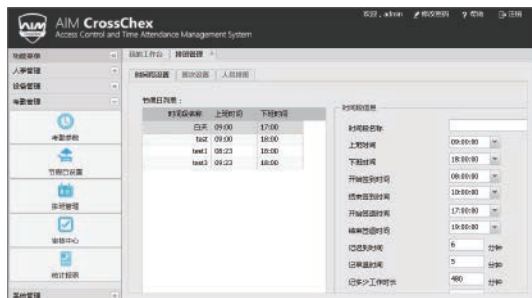 欢迎, admin 修改密码 ? 帮助 注销
AIM CrossChex
Access Control and Time Attendance Management System
功能菜单
我的工作台 排班管理
人事管理
设备管理
考勤管理
时间段设置 班次设置 人员排班
时间段名称 上班时间 下班时间
白天 09:00 17:00
test 09:00 18:00
test1 08:23 18:00
test3 09:23 18:00
时间段信息
时间段名称
上班时间 09:00:00
下班时间 18:00:00
开始签到时间 08:00:00
结束签到时间 10:00:00
开始签退时间 17:00:00
结束签退时间 19:00:00
记迟到时间 6 分钟
记早退时间 5 分钟
记多少工作时长 480 分钟
考勤参数
节假日设置
排班管理
审核中心
统计报表
系统管理